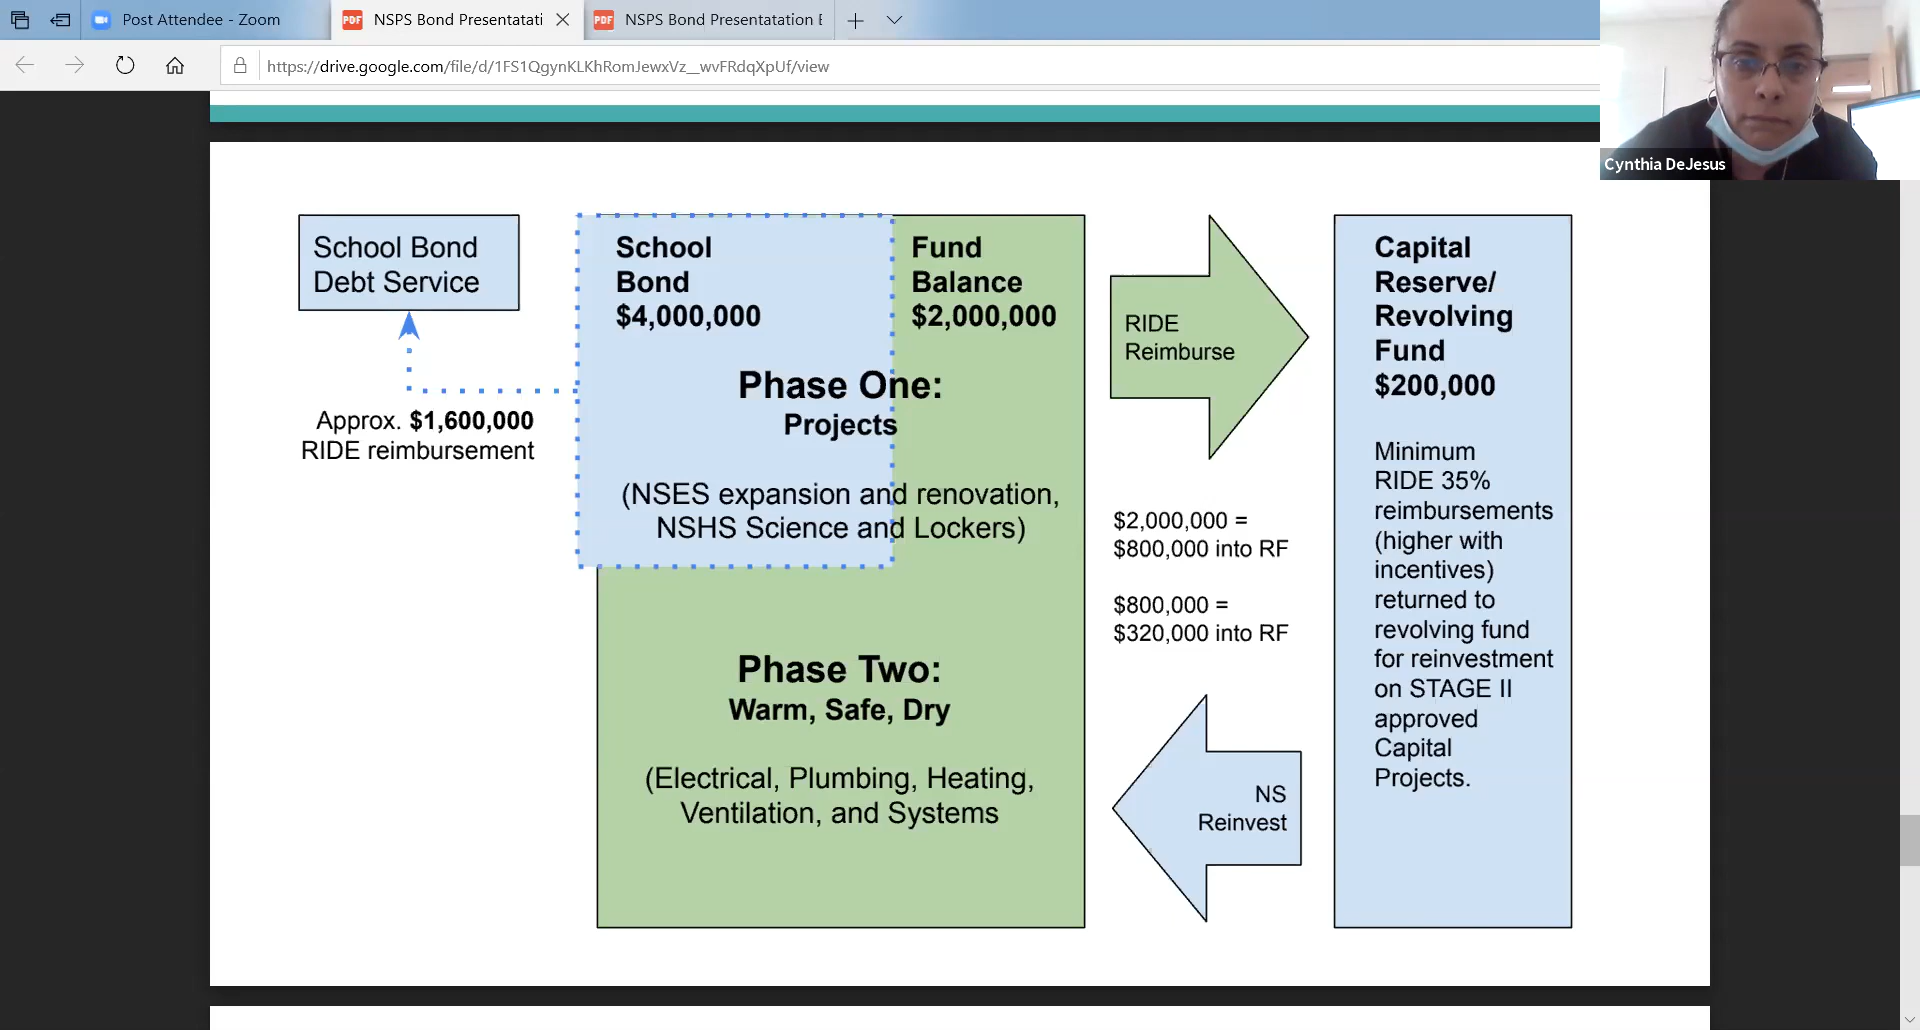 Post Attendee - Zoom
PDF NSPS Bond Presentatati
PDF NSPS Bond Presentatation E
https://drive.google.com/file/d/1FS1QgynKLKhRomJewxVz__wvFRdqXpUf/view
Cynthia DeJesus
School Bond
Debt Service
Approx. $1,600,000
RIDE reimbursement
School
Bond
$4,000,000
Fund
Balance
$2,000,000
Phase One:
Projects
(NSES expansion and renovation,
NSHS Science and Lockers)
Phase Two:
Warm, Safe, Dry
(Electrical, Plumbing, Heating,
Ventilation, and Systems
RIDE
Reimburse
$2,000,000 =
$800,000 into RF
$800,000 =
$320,000 into RF
NS
Reinvest
Capital
Reserve/
Revolving
Fund
$200,000
Minimum
RIDE 35%
reimbursements
(higher with
incentives)
returned to
revolving fund
for reinvestment
on STAGE II
approved
Capital
Projects.